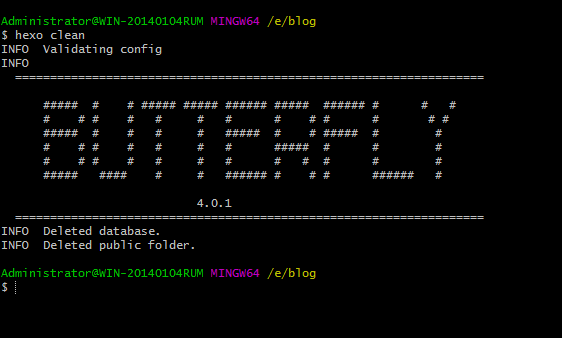 Administrator@WIN-20140104RUM MINGW64 /e/blog
$ hexo clean
INFO  Validating config
INFO
===================================================================
BUTTERFLY
4.0.1
===================================================================
INFO  Deleted database.
INFO  Deleted public folder.
Administrator@WIN-20140104RUM MINGW64 /e/blog
$